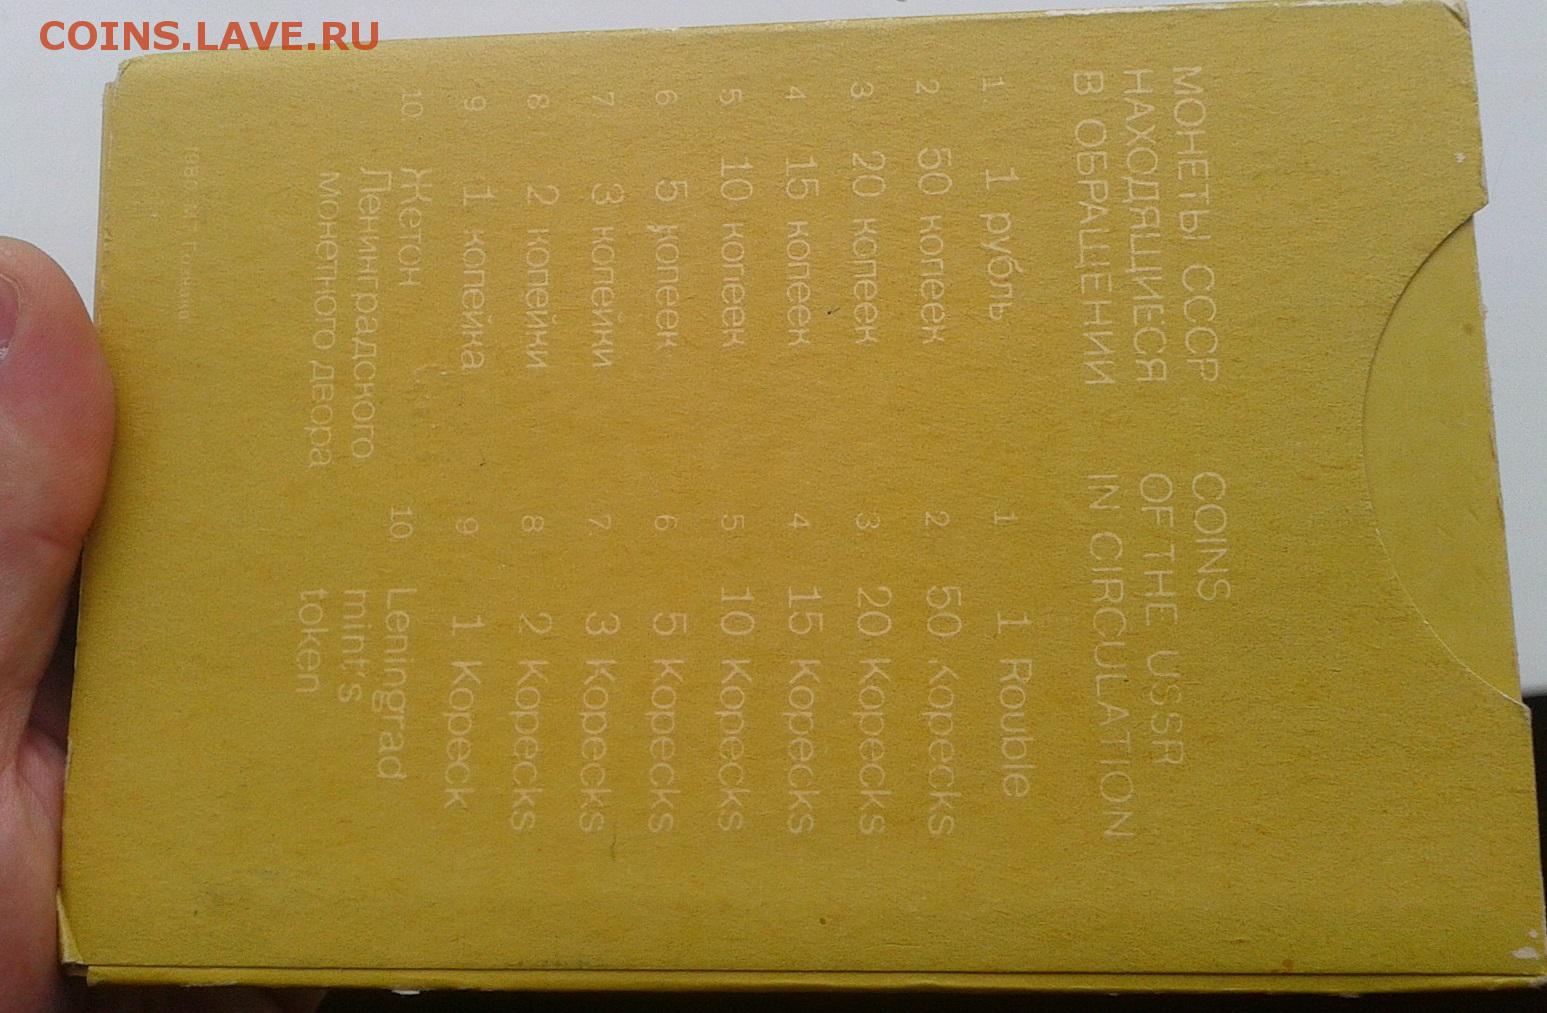 COINS.LAVE.RU
МОНЕТЫ СССР
НАХОДЯЩИЕСЯ
В ОБРАЩЕНИИ
1 1 рубль
2 50 копеек
3 20 копеек
4 15 копеек
5 10 копеек
6 5 копеек
7 3 копейки
8 2 копейки
9 1 копейка
10 Жетон
Ленинградского
монетного двора
COINS
OF THE USSR
IN CIRCULATION
1 1 Rouble
2 50 Kopecks
3 20 Kopecks
4 15 Kopecks
5 10 Kopecks
6 5 Kopecks
7 3 Kopecks
8 2 Kopecks
9 1 Kopeck
10 Leningrad
mint's
token